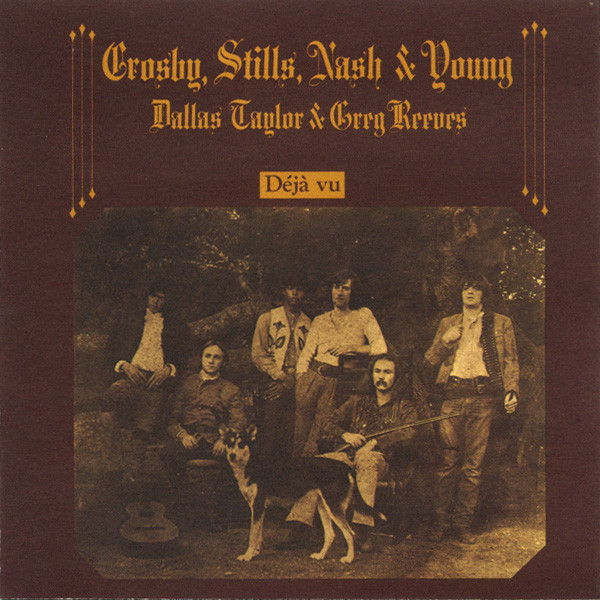 Crosby, Stills, Nash & Young
Dallas Taylor & Greg Reeves
Déjà vu